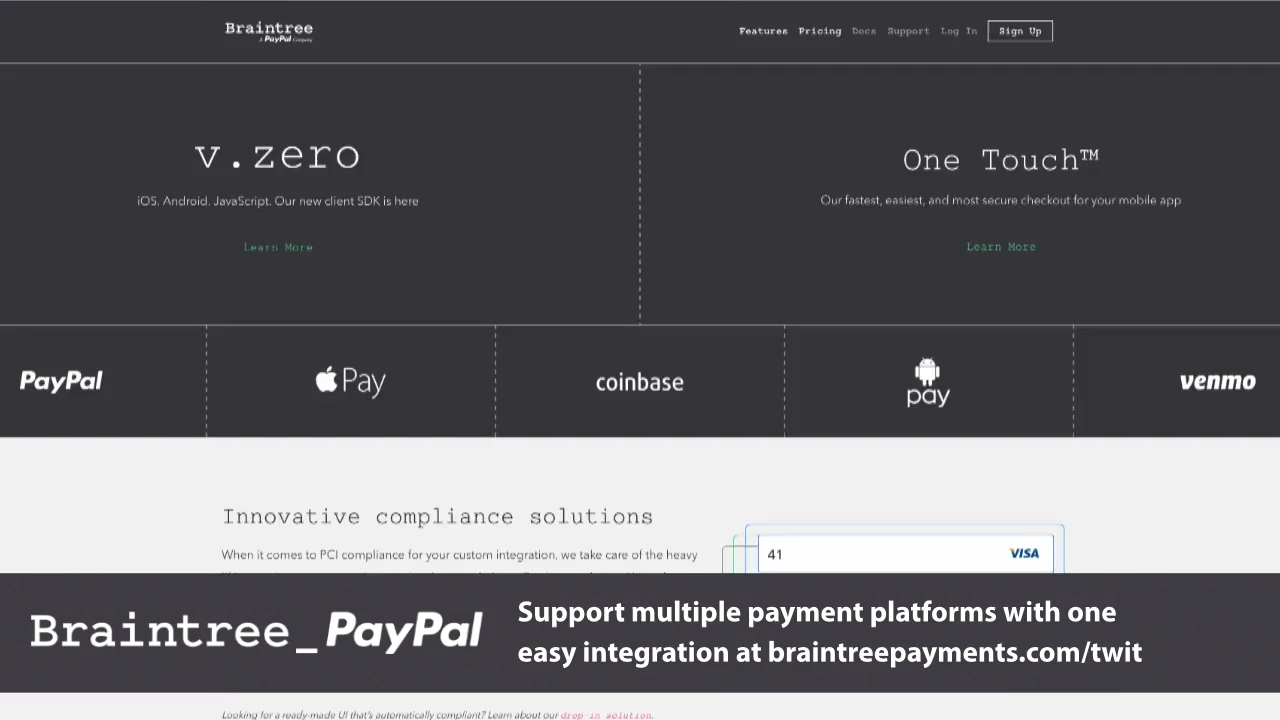 Braintree
A PayPal Company
Features Pricing Docs Support Log In Sign Up
v.zero
iOS. Android. JavaScript. Our new client SDK is here
Learn More
One Touch™
Our fastest, easiest, and most secure checkout for your mobile app
Learn More
PayPal
Pay
coinbase
pay
venmo
Innovative compliance solutions
When it comes to PCI compliance for your custom integration, we take care of the heavy
41 VISA
Braintree_PayPal
Support multiple payment platforms with one
easy integration at braintreepayments.com/twit
Looking for a ready-made UI that's automatically compliant? Learn about our drop in solution.